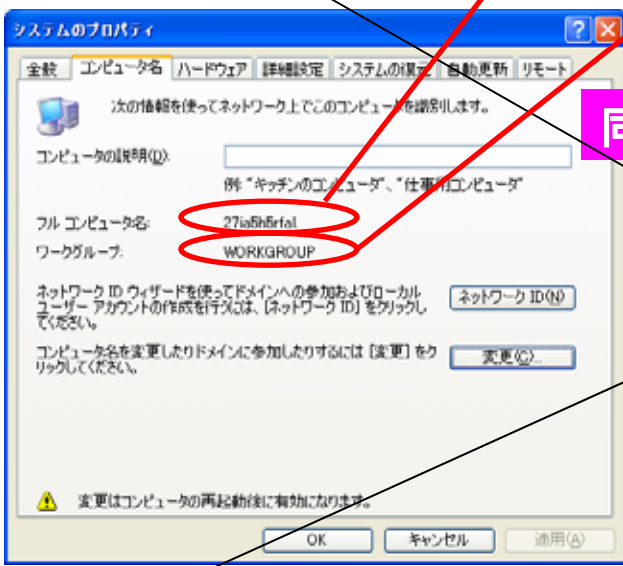 システムのプロパティ
全般 コンピュータ名 ハードウェア 詳細設定 システムの復元 自動更新 リモート
次の情報を使ってネットワーク上でこのコンピュータを識別します。
同
コンピュータの説明(D):
例: "キッチンのコンピュータ"、"仕事用コンピュータ"
フル コンピュータ名: 27ia5h5rfal.
ワークグループ: WORKGROUP
ネットワーク ID ウィザードを使ってドメインへの参加およびローカル
ユーザー アカウントの作成を行うには、[ネットワーク ID] をクリックし
てください。
ネットワーク ID(N)
コンピュータ名を変更したりドメインに参加したりするには [変更] をク
リックしてください。
変更(C)...
変更はコンピュータの再起動後に有効になります。
OK キャンセル 適用(A)